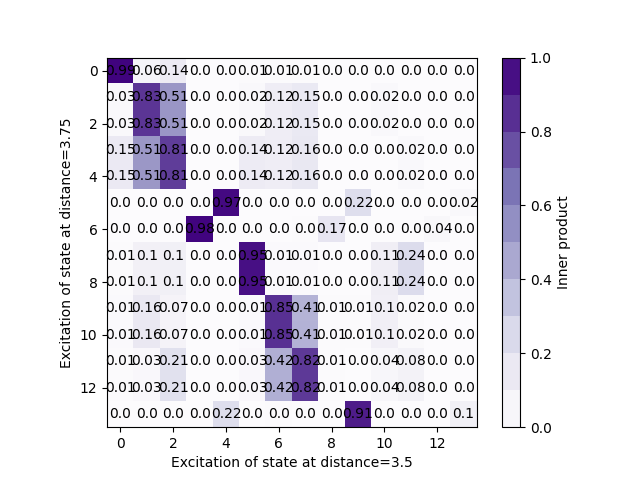 0.99 0.06 0.14 0.0 0.0 0.01 0.01 0.01 0.0 0.0 0.0 0.0 0.0 0.0
0.03 0.83 0.51 0.0 0.0 0.02 0.12 0.15 0.0 0.0 0.02 0.0 0.0 0.0
0.03 0.83 0.51 0.0 0.0 0.02 0.12 0.15 0.0 0.0 0.02 0.0 0.0 0.0
0.15 0.51 0.81 0.0 0.0 0.14 0.12 0.16 0.0 0.0 0.0 0.02 0.0 0.0
0.15 0.51 0.81 0.0 0.0 0.14 0.12 0.16 0.0 0.0 0.0 0.02 0.0 0.0
0.0 0.0 0.0 0.0 0.97 0.0 0.0 0.0 0.0 0.22 0.0 0.0 0.0 0.02
0.0 0.0 0.0 0.98 0.0 0.0 0.0 0.0 0.17 0.0 0.0 0.0 0.04 0.0
0.01 0.1 0.1 0.0 0.0 0.95 0.01 0.01 0.0 0.0 0.11 0.24 0.0 0.0
0.01 0.1 0.1 0.0 0.0 0.95 0.01 0.01 0.0 0.0 0.11 0.24 0.0 0.0
0.01 0.16 0.07 0.0 0.0 0.01 0.85 0.41 0.01 0.01 0.1 0.02 0.0 0.0
0.01 0.16 0.07 0.0 0.0 0.01 0.85 0.41 0.01 0.01 0.1 0.02 0.0 0.0
0.01 0.03 0.21 0.0 0.0 0.03 0.42 0.82 0.01 0.0 0.04 0.08 0.0 0.0
0.01 0.03 0.21 0.0 0.0 0.03 0.42 0.82 0.01 0.0 0.04 0.08 0.0 0.0
0.0 0.0 0.0 0.0 0.22 0.0 0.0 0.0 0.0 0.91 0.0 0.0 0.0 0.1
0
2
4
6
8
10
12
Excitation of state at distance=3.75
0 2 4 6 8 10 12
Excitation of state at distance=3.5
1.0
0.8
0.6
0.4
0.2
0.0
Inner product